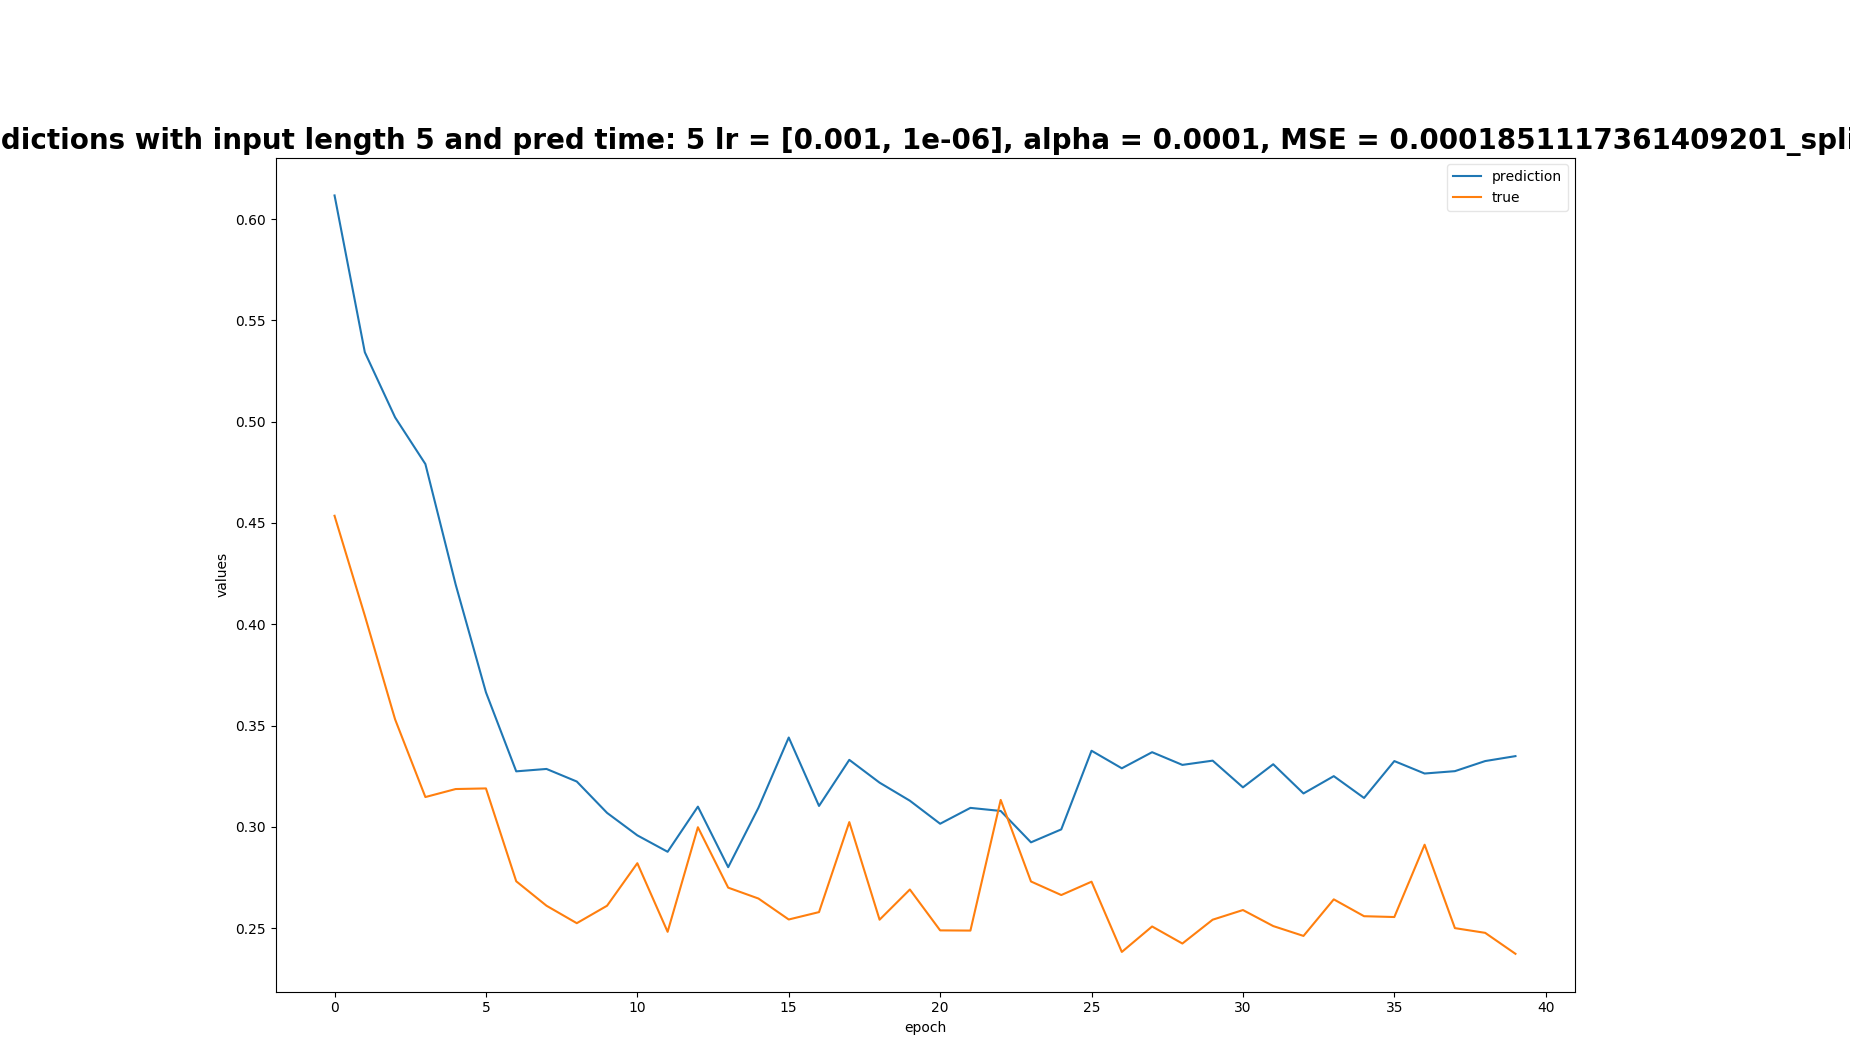 dictions with input length 5 and pred time: 5 lr = [0.001, 1e-06], alpha = 0.0001, MSE = 0.0001851117361409201_spli
prediction
true
0.60
0.55
0.50
0.45
0.40
0.35
0.30
0.25
values
0 5 10 15 20 25 30 35 40
epoch